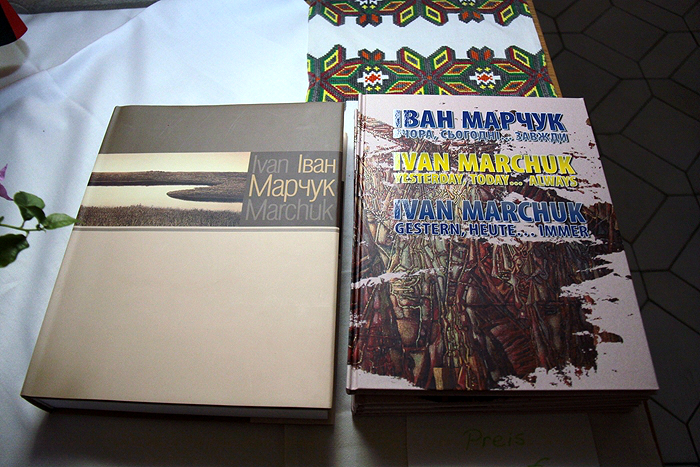 Ivan Іван
Марчук
Marchuk
ІВАН МАРЧУК
ВЧОРА, СЬОГОДНІ... ЗАВЖДИ
IVAN MARCHUK
YESTERDAY, TODAY... ALWAYS
IVAN MARCHUK
GESTERN, HEUTE... IMMER
Preis